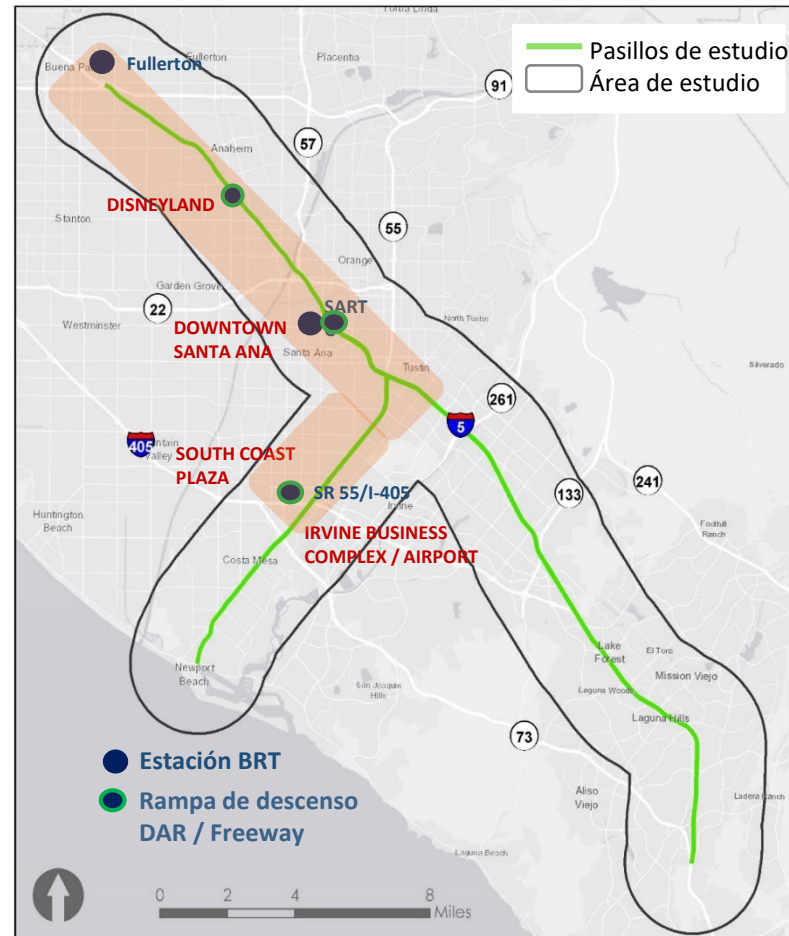 Yorba Linda
Pasillos de estudio
Área de estudio
Buena Pa
Fullerton
Fullerton
Placentia
91
57
Anaheim
DISNEYLAND
Stanton
55
Orange
Garden Grove
22
SART
North Tustin
Westminster
DOWNTOWN
SANTA ANA
Santa Ana
Tustin
Silverado
261
5
405
ntain
Valley
SOUTH COAST
PLAZA
241
133
SR 55/I-405
Irvine
Huntington
Beach
Foothill
Ranch
IRVINE BUSINESS
COMPLEX / AIRPORT
Costa Mesa
Lake
Forest
El Toro
Mission Viejo
Newport
Beach
San Joaquin
Hills
Laguna Woods
Laguna Hills
73
Estación BRT
Rampa de descenso
DAR / Freeway
Aliso
Viejo
Ladera Ranch
Laguna Beach
0 2 4 8
Miles